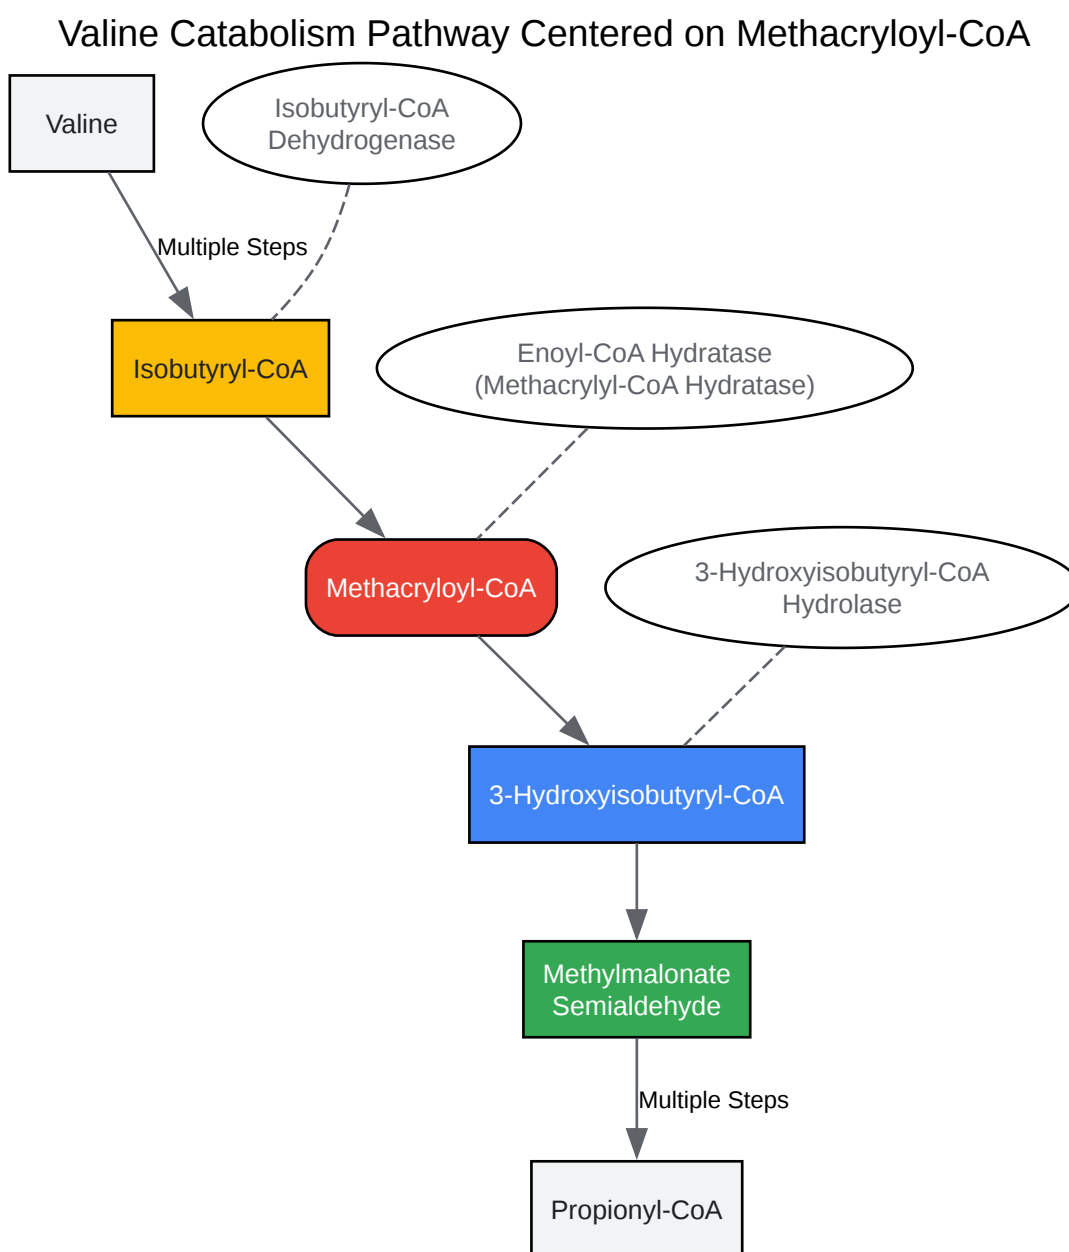 Valine Catabolism Pathway Centered on Methacryloyl-CoA
Valine
Isobutyryl-CoA
Dehydrogenase
Multiple Steps
Isobutyryl-CoA
Enoyl-CoA Hydratase
(Methacrylyl-CoA Hydratase)
Methacryloyl-CoA
3-Hydroxyisobutyryl-CoA
Hydrolase
3-Hydroxyisobutyryl-CoA
Methylmalonate
Semialdehyde
Multiple Steps
Propionyl-CoA